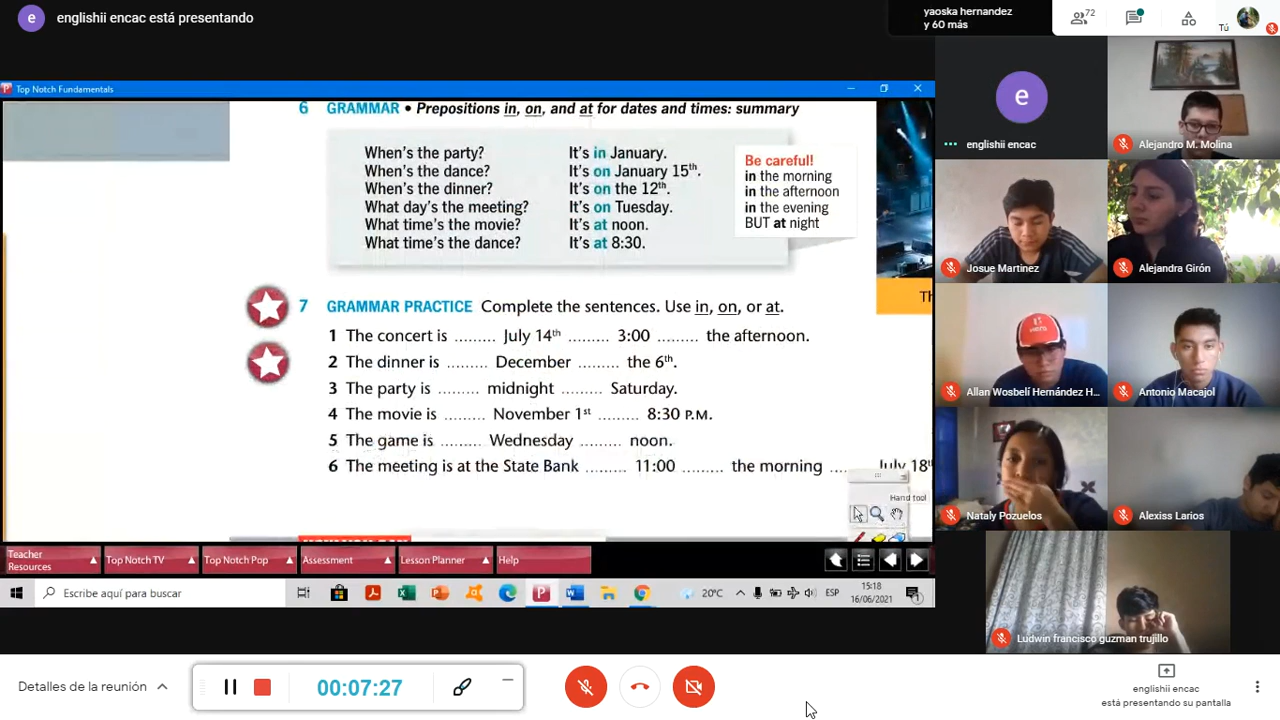 e englishii encac está presentando
yaoska hernandez
y 60 más
72
Tú
Top Notch Fundamentals
6 GRAMMAR • Prepositions in, on, and at for dates and times: summary
When's the party? It's in January.
When's the dance? It's on January 15th.
When's the dinner? It's on the 12th.
What day's the meeting? It's on Tuesday.
What time's the movie? It's at noon.
What time's the dance? It's at 8:30.
Be careful!
in the morning
in the afternoon
in the evening
BUT at night
Th
7 GRAMMAR PRACTICE Complete the sentences. Use in, on, or at.
1 The concert is ......... July 14th ......... 3:00 ......... the afternoon.
2 The dinner is ......... December ......... the 6th.
3 The party is ......... midnight ......... Saturday.
4 The movie is ......... November 1st ......... 8:30 P.M.
5 The game is ......... Wednesday ......... noon.
6 The meeting is at the State Bank ......... 11:00 ......... the morning .... July 18th
Hand tool
Teacher
Resources
Top Notch TV
Top Notch Pop
Assessment
Lesson Planner
Help
Escribe aquí para buscar
20°C
ESP
15:18
16/06/2021
e
englishii encac
Alejandro M. Molina
Josue Martinez
Alejandra Girón
Allan Wosbelí Hernández H...
Antonio Macajol
Nataly Pozuelos
Alexiss Larios
Ludwin francisco guzman trujillo
Detalles de la reunión
00:07:27
englishii encac
está presentando su pantalla